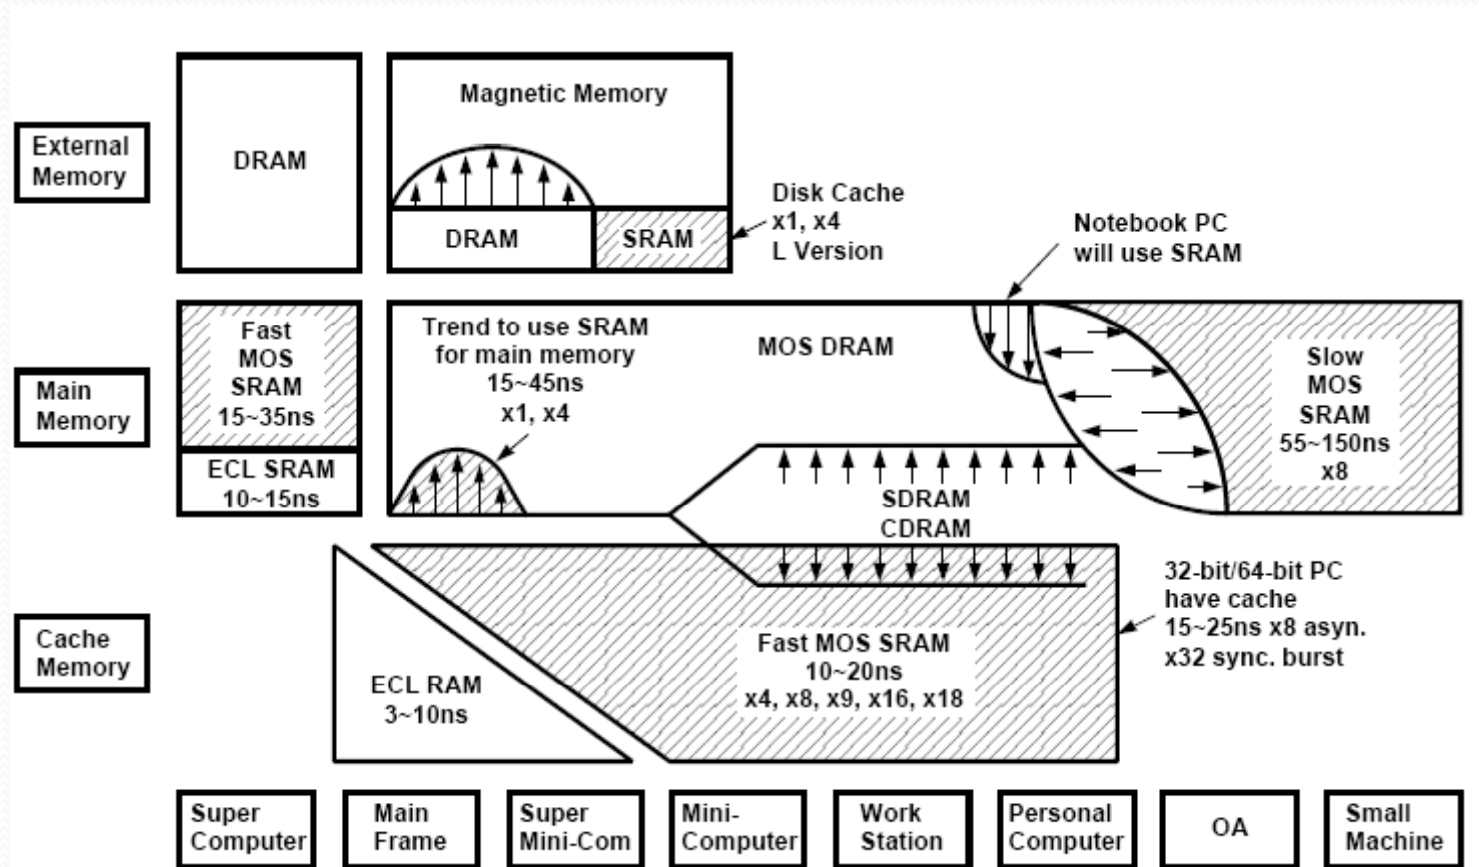 External
Memory
DRAM
Magnetic Memory
DRAM
SRAM
Disk Cache
x1, x4
L Version
Notebook PC
will use SRAM
Main
Memory
Fast
MOS
SRAM
15~35ns
ECL SRAM
10~15ns
Trend to use SRAM
for main memory
15~45ns
x1, x4
MOS DRAM
SDRAM
CDRAM
Slow
MOS
SRAM
55~150ns
x8
Cache
Memory
ECL RAM
3~10ns
Fast MOS SRAM
10~20ns
x4, x8, x9, x16, x18
32-bit/64-bit PC
have cache
15~25ns x8 asyn.
x32 sync. burst
Super
Computer
Main
Frame
Super
Mini-Com
Mini-
Computer
Work
Station
Personal
Computer
OA
Small
Machine